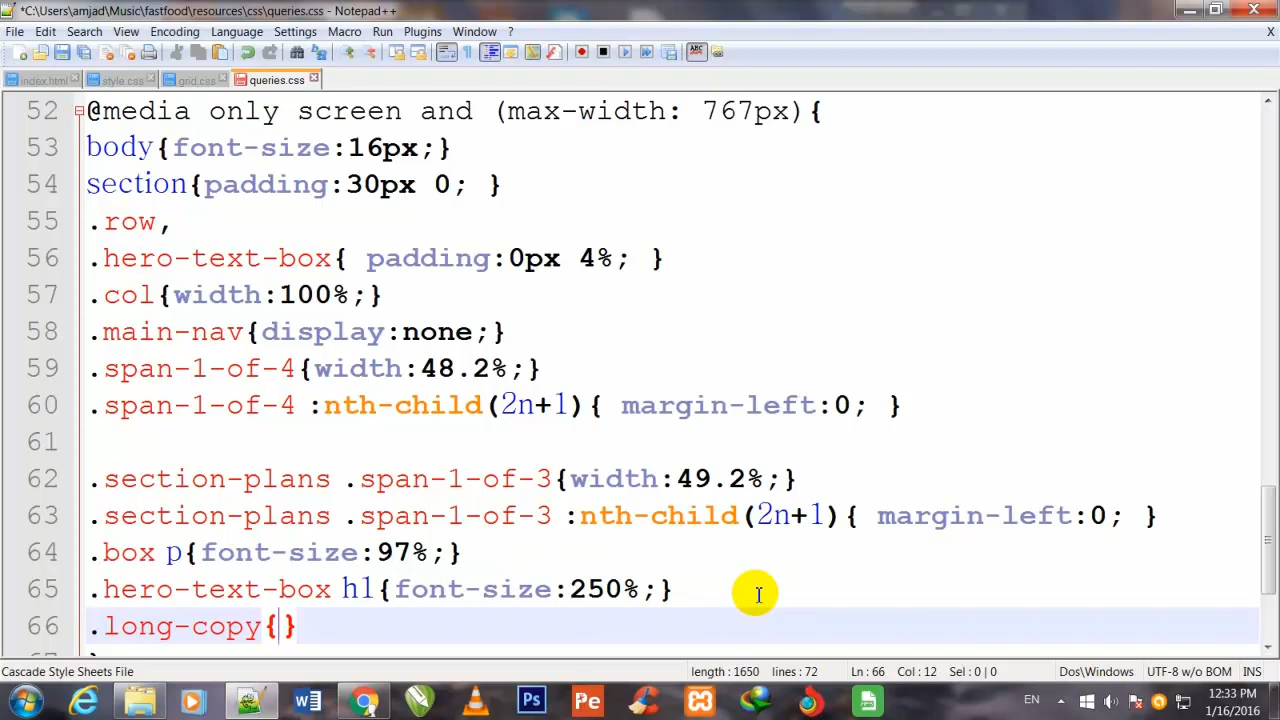 *C:\Users\amjad\Music\fastfood\resources\css\queries.css - Notepad++
File Edit Search View Encoding Language Settings Macro Run Plugins Window ? X
index.html style.css grid.css queries.css
52 @media only screen and (max-width: 767px){
53 body{font-size:16px;}
54 section{padding:30px 0; }
55 .row,
56 .hero-text-box{ padding:0px 4%; }
57 .col{width:100%;}
58 .main-nav{display:none;}
59 .span-1-of-4{width:48.2%;}
60 .span-1-of-4 :nth-child(2n+1){ margin-left:0; }
61
62 .section-plans .span-1-of-3{width:49.2%;}
63 .section-plans .span-1-of-3 :nth-child(2n+1){ margin-left:0; }
64 .box p{font-size:97%;}
65 .hero-text-box h1{font-size:250%;}
66 .long-copy{}
Cascade Style Sheets File length : 1650 lines : 72 Ln : 66 Col : 12 Sel : 0 | 0 Dos\Windows UTF-8 w/o BOM INS
W Ps Pe EN 12:33 PM
1/16/2016